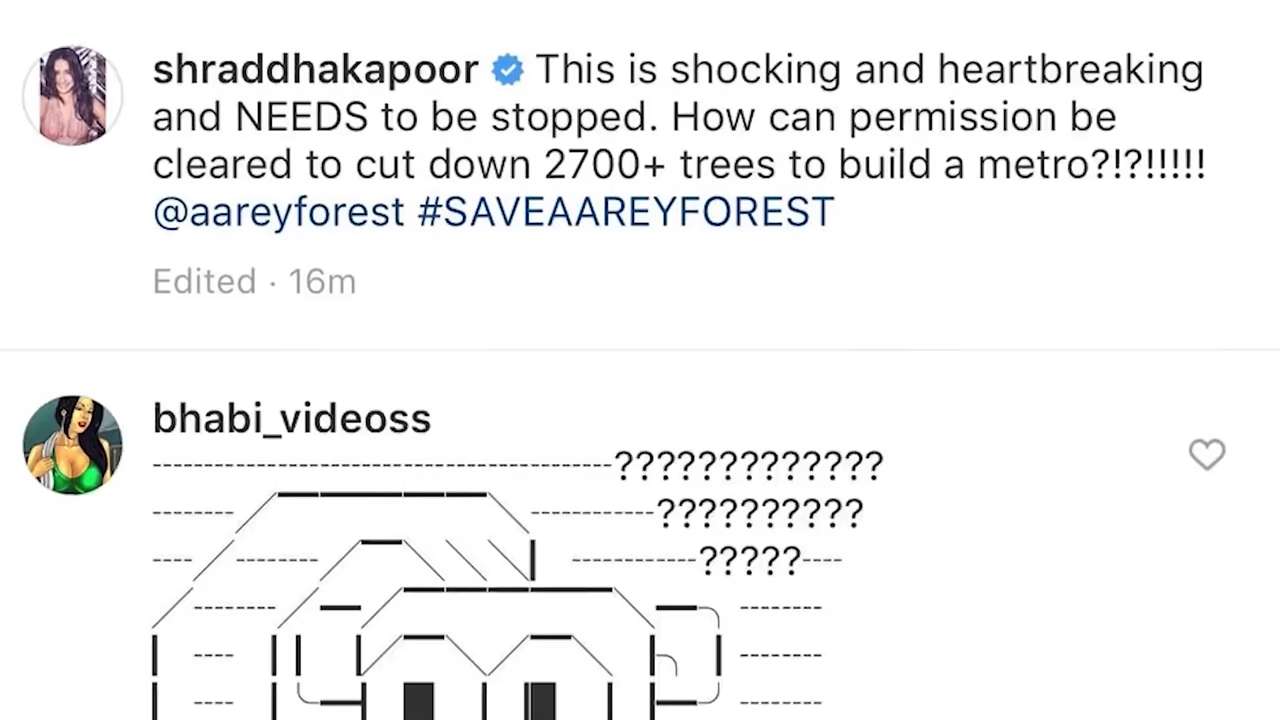 shraddhakapoor This is shocking and heartbreaking
and NEEDS to be stopped. How can permission be
cleared to cut down 2700+ trees to build a metro?!?!!!!!
@aareyforest #SAVEAAREYFOREST
Edited · 16m
bhabi_videoss
?????????????
??????????
?????